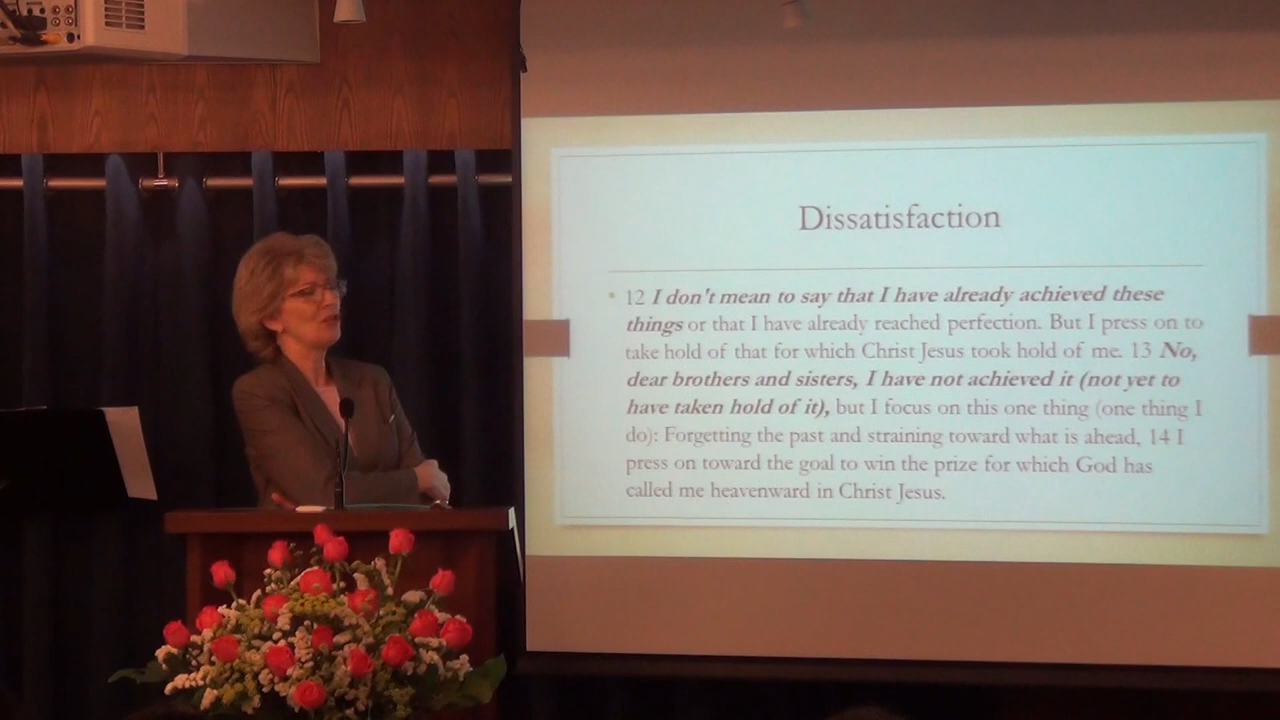 Dissatisfaction
• 12 I don't mean to say that I have already achieved these
things or that I have already reached perfection. But I press on to
take hold of that for which Christ Jesus took hold of me. 13 No,
dear brothers and sisters, I have not achieved it (not yet to
have taken hold of it), but I focus on this one thing (one thing I
do): Forgetting the past and straining toward what is ahead, 14 I
press on toward the goal to win the prize for which God has
called me heavenward in Christ Jesus.